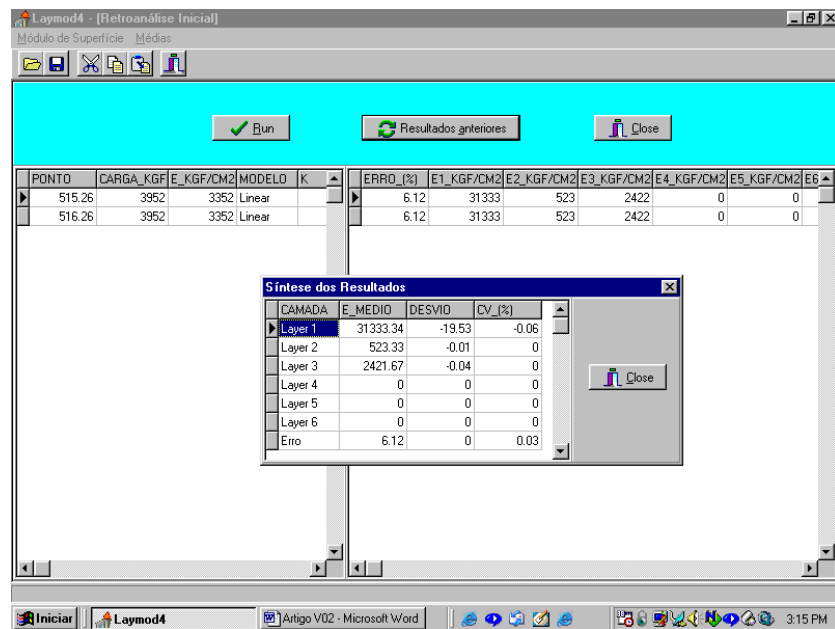 Laymod4 - [Retroanálise Inicial]
Módulo de Superfície Médias
Run Resultados anteriores Close
PONTO CARGA_KGF E_KGF/CM2 MODELO K
515.26 3952 3352 Linear
516.26 3952 3352 Linear
ERRO_(%) E1_KGF/CM2 E2_KGF/CM2 E3_KGF/CM2 E4_KGF/CM2 E5_KGF/CM2 E6
6.12 31333 523 2422 0 0
6.12 31333 523 2422 0 0
Síntese dos Resultados
CAMADA E_MEDIO DESVIO CV_(%)
Layer 1 31333.34 -19.53 -0.06
Layer 2 523.33 -0.01 0
Layer 3 2421.67 -0.04 0
Layer 4 0 0 0
Layer 5 0 0 0
Layer 6 0 0 0
Erro 6.12 0 0.03
Close
Iniciar Laymod4 Artigo V02 - Microsoft Word 3:15 PM